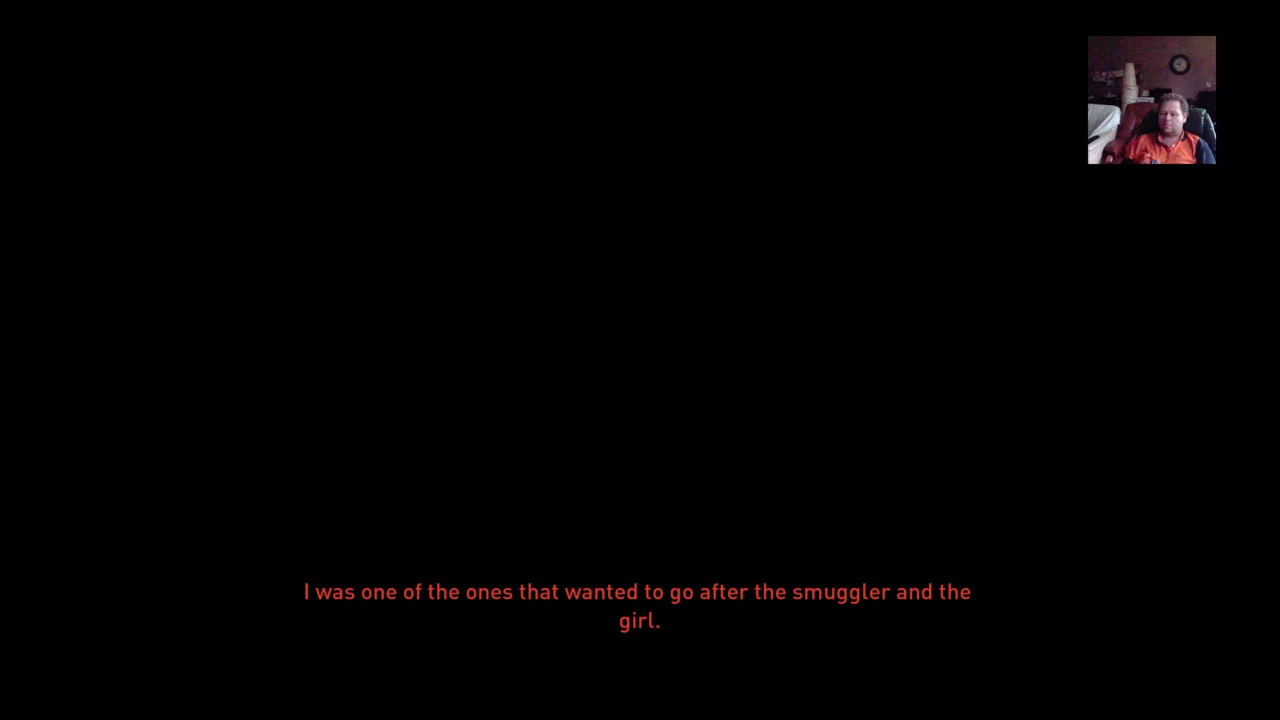 I was one of the ones that wanted to go after the smuggler and the
girl.